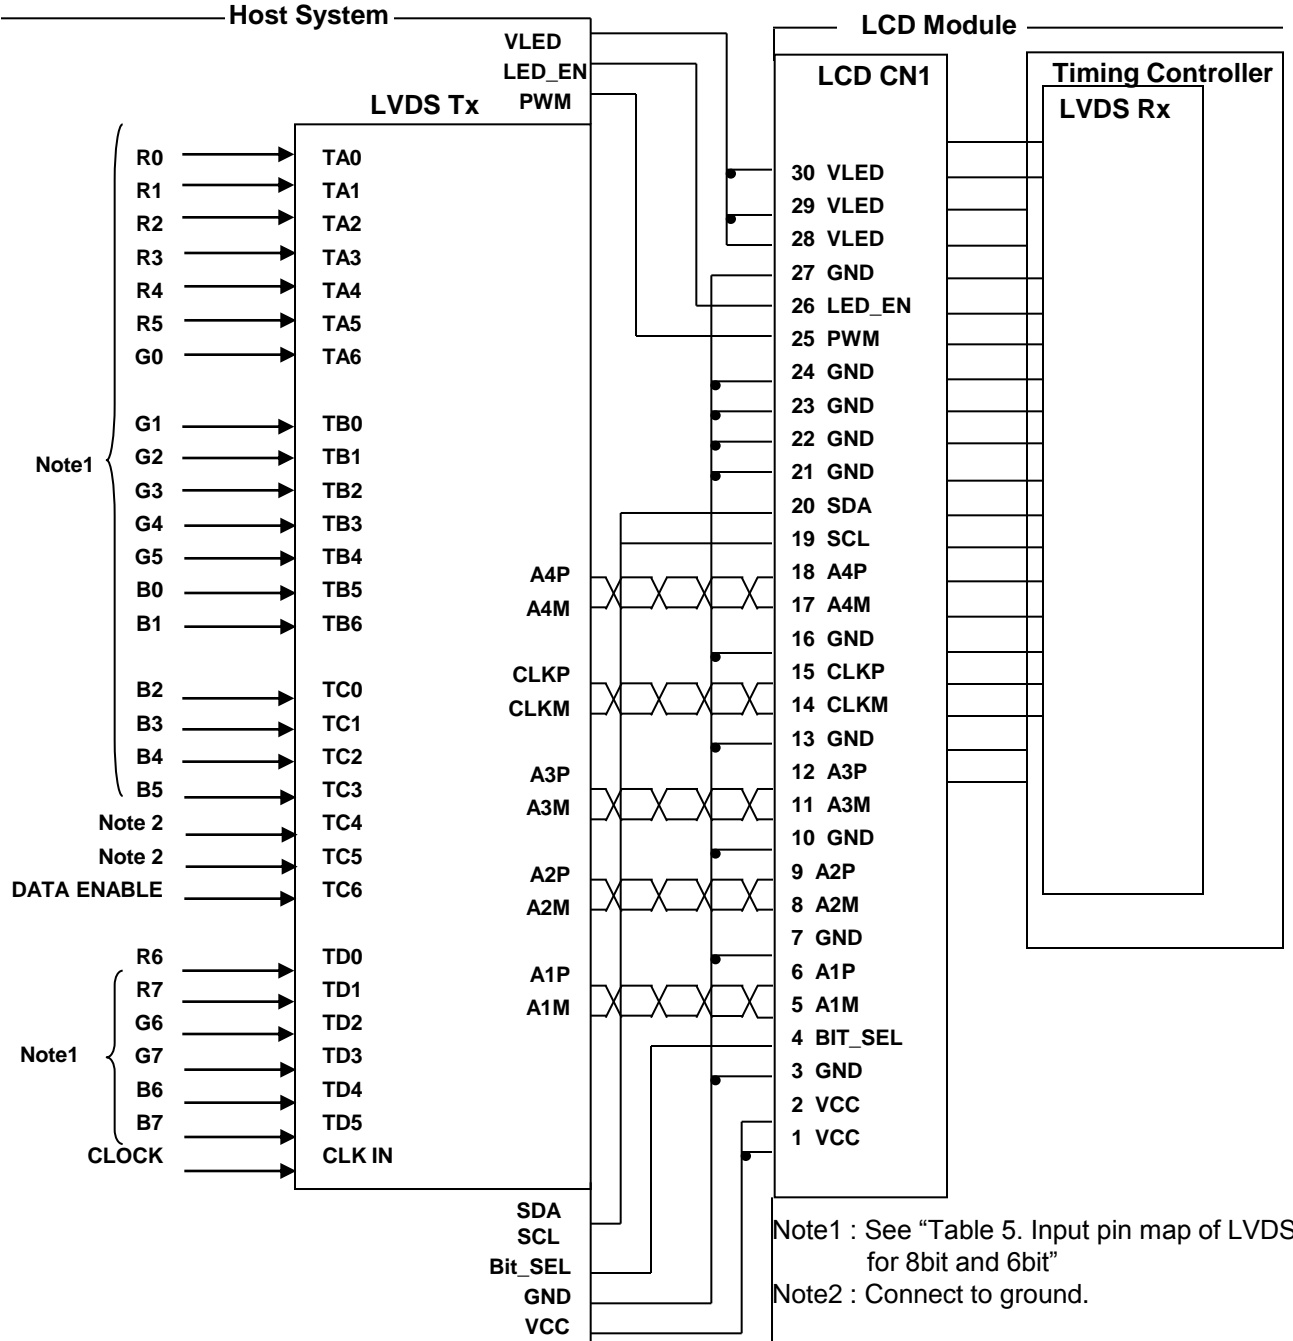 Host System
LCD Module
VLED
LED_EN
PWM
LVDS Tx
LCD CN1
Timing Controller
LVDS Rx
R0
R1
R2
R3
R4
R5
G0
G1
G2
G3
G4
G5
B0
B1
B2
B3
B4
B5
Note 2
Note 2
DATA ENABLE
R6
R7
G6
G7
B6
B7
CLOCK
Note1
Note1
TA0
TA1
TA2
TA3
TA4
TA5
TA6
TB0
TB1
TB2
TB3
TB4
TB5
TB6
TC0
TC1
TC2
TC3
TC4
TC5
TC6
TD0
TD1
TD2
TD3
TD4
TD5
CLK IN
A4P
A4M
CLKP
CLKM
A3P
A3M
A2P
A2M
A1P
A1M
SDA
SCL
Bit_SEL
GND
VCC
30 VLED
29 VLED
28 VLED
27 GND
26 LED_EN
25 PWM
24 GND
23 GND
22 GND
21 GND
20 SDA
19 SCL
18 A4P
17 A4M
16 GND
15 CLKP
14 CLKM
13 GND
12 A3P
11 A3M
10 GND
9 A2P
8 A2M
7 GND
6 A1P
5 A1M
4 BIT_SEL
3 GND
2 VCC
1 VCC
Note1 : See “Table 5. Input pin map of LVDS
for 8bit and 6bit”
Note2 : Connect to ground.